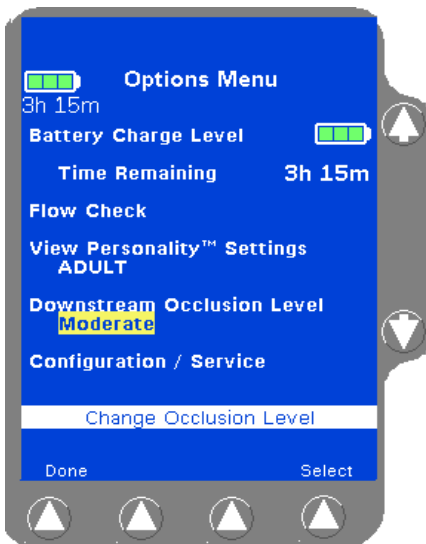 Options Menu
3h 15m
Battery Charge Level
Time Remaining 3h 15m
Flow Check
View Personality™ Settings
ADULT
Downstream Occlusion Level
Moderate
Configuration / Service
Change Occlusion Level
Done Select